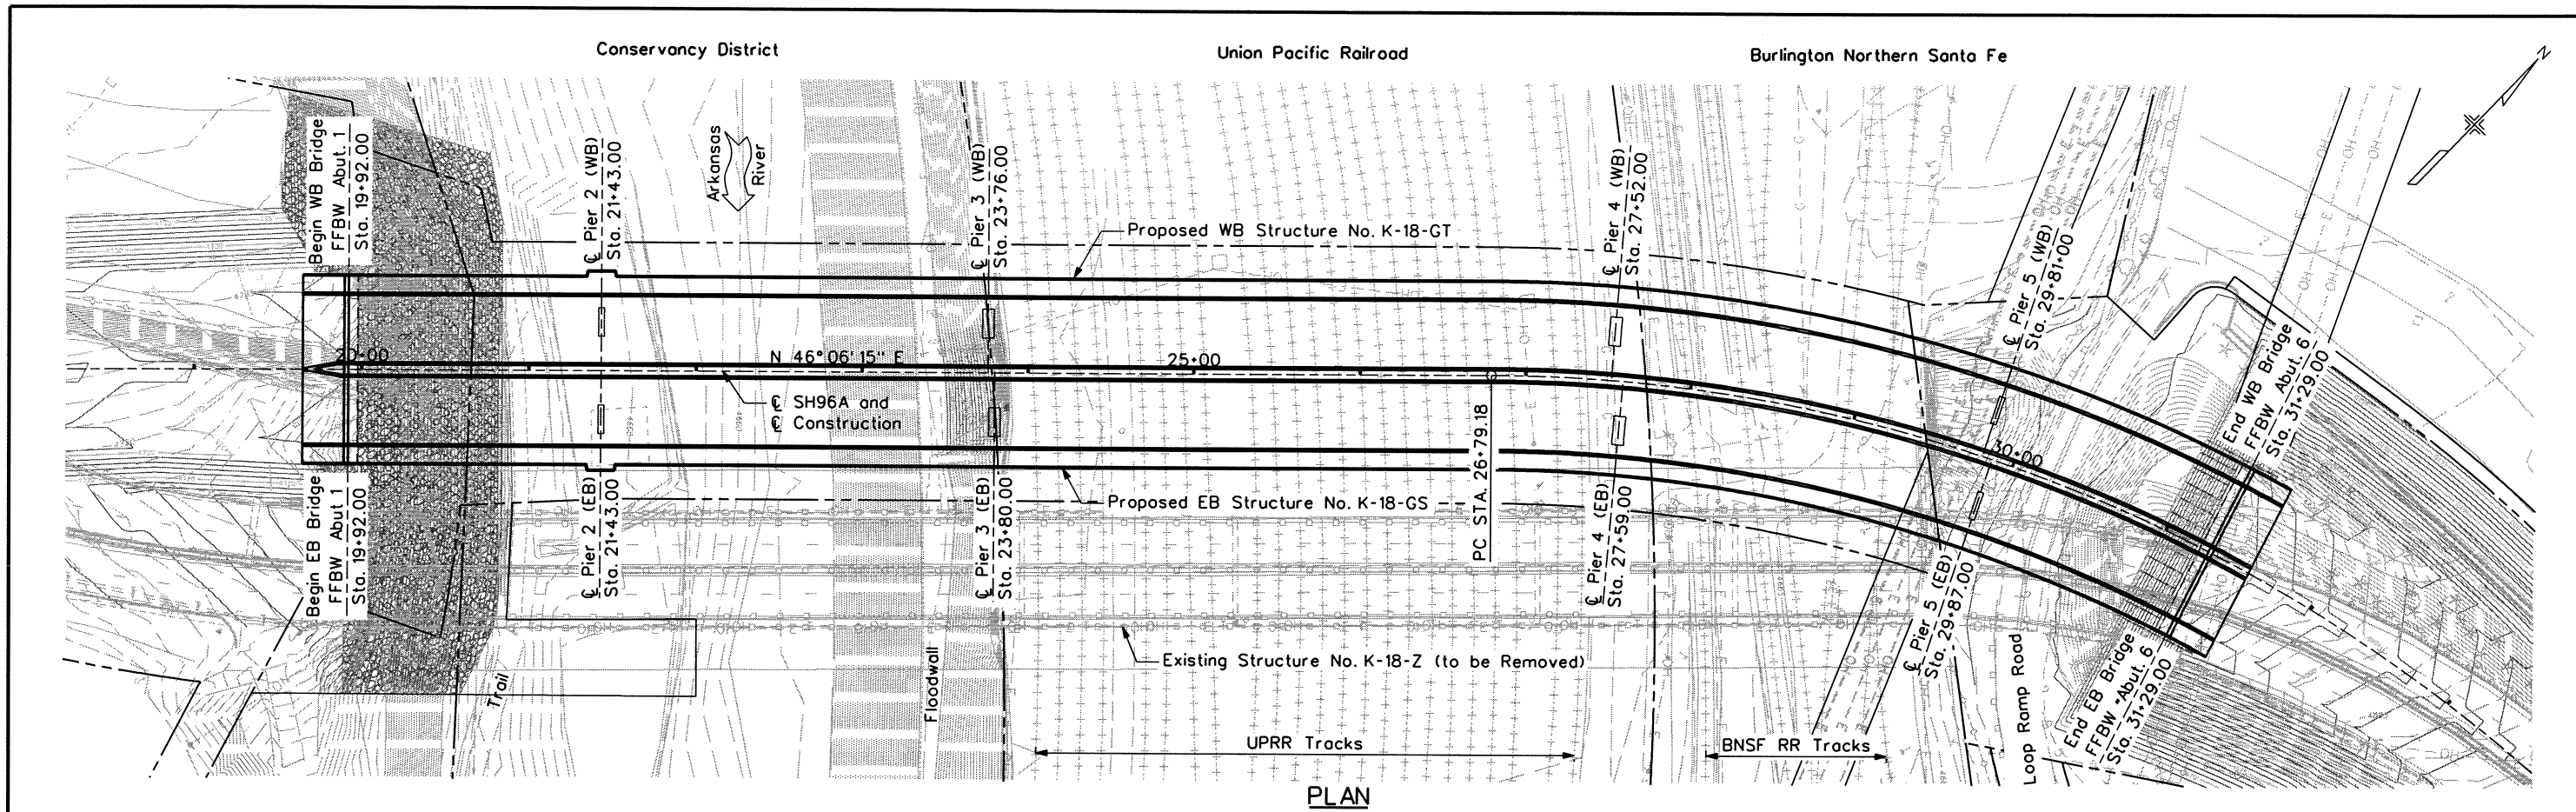 Conservancy District
Union Pacific Railroad
Burlington Northern Santa Fe
N
Begin WB Bridge
FFBW Abut. 1
Sta. 19+92.00
℄ Pier 2 (WB)
Sta. 21+43.00
Arkansas
River
℄ Pier 3 (WB)
Sta. 23+76.00
Proposed WB Structure No. K-18-GT
℄ Pier 4 (WB)
Sta. 27+52.00
℄ Pier 5 (WB)
Sta. 29+81+00
End WB Bridge
FFBW Abut. 6
Sta. 31+29.00
20+00
N 46°06'15" E
25+00
30+00
℄ SH96A and
℄ Construction
PC STA. 26+79.18
Begin EB Bridge
FFBW Abut 1
Sta. 19+92.00
℄ Pier 2 (EB)
Sta. 21+43.00
℄ Pier 3 (EB)
Sta. 23+80.00
Proposed EB Structure No. K-18-GS
℄ Pier 4 (EB)
Sta. 27+59.00
℄ Pier 5 (EB)
Sta. 29+87.00
End EB Bridge
FFBW Abut. 6
Sta. 31+29.00
Existing Structure No. K-18-Z (to be Removed)
Trail
Floodwall
Loop Ramp Road
UPRR Tracks
BNSF RR Tracks
PLAN